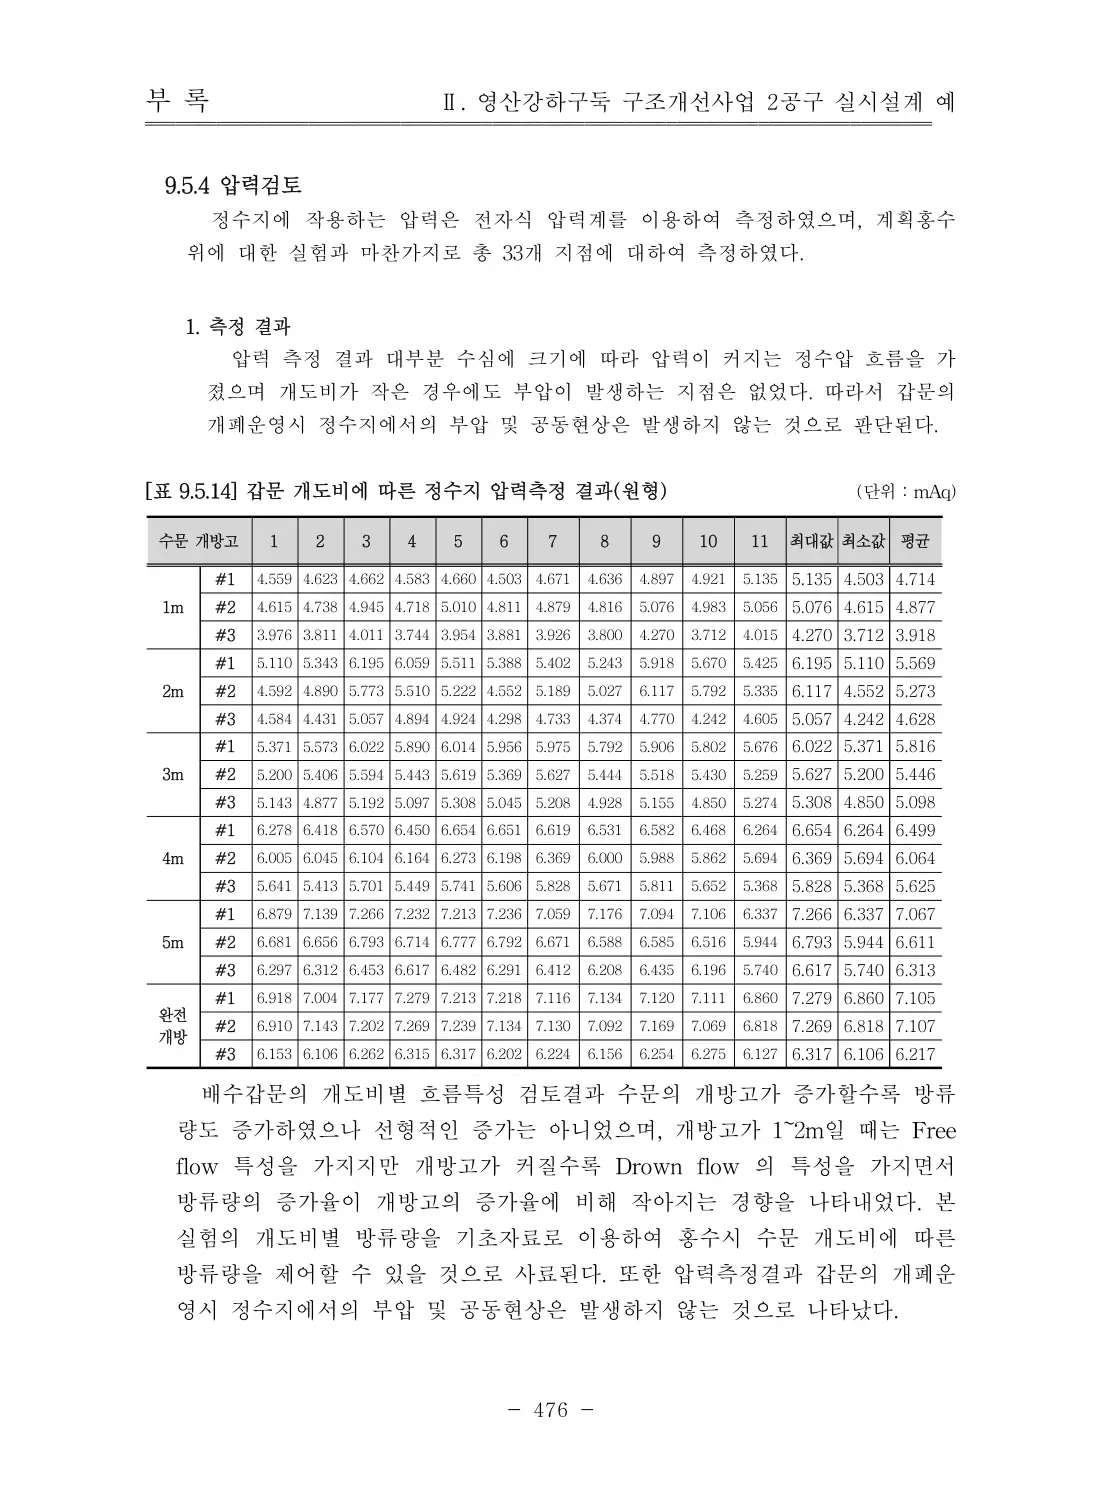 부 록 Ⅱ. 영산강하구둑 구조개선사업 2공구 실시설계 예
9.5.4 압력검토
정수지에 작용하는 압력은 전자식 압력계를 이용하여 측정하였으며, 계획홍수
위에 대한 실험과 마찬가지로 총 33개 지점에 대하여 측정하였다.
1. 측정 결과
압력 측정 결과 대부분 수심에 크기에 따라 압력이 커지는 정수압 흐름을 가
졌으며 개도비가 작은 경우에도 부압이 발생하는 지점은 없었다. 따라서 갑문의
개폐운영시 정수지에서의 부압 및 공동현상은 발생하지 않는 것으로 판단된다.
[표 9.5.14] 갑문 개도비에 따른 정수지 압력측정 결과(원형) (단위 : mAq)
수문 개방고 1 2 3 4 5 6 7 8 9 10 11 최대값 최소값 평균
#1 4.559 4.623 4.662 4.583 4.660 4.503 4.671 4.636 4.897 4.921 5.135 5.135 4.503 4.714
1m #2 4.615 4.738 4.945 4.718 5.010 4.811 4.879 4.816 5.076 4.983 5.056 5.076 4.615 4.877
#3 3.976 3.811 4.011 3.744 3.954 3.881 3.926 3.800 4.270 3.712 4.015 4.270 3.712 3.918
#1 5.110 5.343 6.195 6.059 5.511 5.388 5.402 5.243 5.918 5.670 5.425 6.195 5.110 5.569
2m #2 4.592 4.890 5.773 5.510 5.222 4.552 5.189 5.027 6.117 5.792 5.335 6.117 4.552 5.273
#3 4.584 4.431 5.057 4.894 4.924 4.298 4.733 4.374 4.770 4.242 4.605 5.057 4.242 4.628
#1 5.371 5.573 6.022 5.890 6.014 5.956 5.975 5.792 5.906 5.802 5.676 6.022 5.371 5.816
3m #2 5.200 5.406 5.594 5.443 5.619 5.369 5.627 5.444 5.518 5.430 5.259 5.627 5.200 5.446
#3 5.143 4.877 5.192 5.097 5.308 5.045 5.208 4.928 5.155 4.850 5.274 5.308 4.850 5.098
#1 6.278 6.418 6.570 6.450 6.654 6.651 6.619 6.531 6.582 6.468 6.264 6.654 6.264 6.499
4m #2 6.005 6.045 6.104 6.164 6.273 6.198 6.369 6.000 5.988 5.862 5.694 6.369 5.694 6.064
#3 5.641 5.413 5.701 5.449 5.741 5.606 5.828 5.671 5.811 5.652 5.368 5.828 5.368 5.625
#1 6.879 7.139 7.266 7.232 7.213 7.236 7.059 7.176 7.094 7.106 6.337 7.266 6.337 7.067
5m #2 6.681 6.656 6.793 6.714 6.777 6.792 6.671 6.588 6.585 6.516 5.944 6.793 5.944 6.611
#3 6.297 6.312 6.453 6.617 6.482 6.291 6.412 6.208 6.435 6.196 5.740 6.617 5.740 6.313
#1 6.918 7.004 7.177 7.279 7.213 7.218 7.116 7.134 7.120 7.111 6.860 7.279 6.860 7.105
완전
개방 #2 6.910 7.143 7.202 7.269 7.239 7.134 7.130 7.092 7.169 7.069 6.818 7.269 6.818 7.107
#3 6.153 6.106 6.262 6.315 6.317 6.202 6.224 6.156 6.254 6.275 6.127 6.317 6.106 6.217
배수갑문의 개도비별 흐름특성 검토결과 수문의 개방고가 증가할수록 방류
량도 증가하였으나 선형적인 증가는 아니었으며, 개방고가 1~2m일 때는 Free
flow 특성을 가지지만 개방고가 커질수록 Drown flow 의 특성을 가지면서
방류량의 증가율이 개방고의 증가율에 비해 작아지는 경향을 나타내었다. 본
실험의 개도비별 방류량을 기초자료로 이용하여 홍수시 수문 개도비에 따른
방류량을 제어할 수 있을 것으로 사료된다. 또한 압력측정결과 갑문의 개폐운
영시 정수지에서의 부압 및 공동현상은 발생하지 않는 것으로 나타났다.
- 476 -